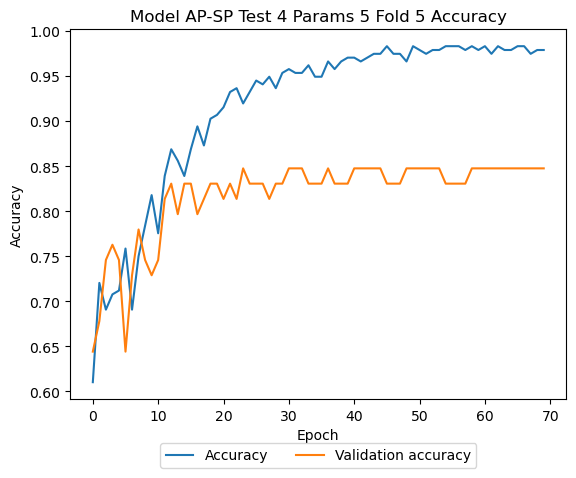 Model AP-SP Test 4 Params 5 Fold 5 Accuracy
1.00
0.95
0.90
0.85
0.80
0.75
0.70
0.65
0.60
Accuracy
0 10 20 30 40 50 60 70
Epoch
Accuracy Validation accuracy